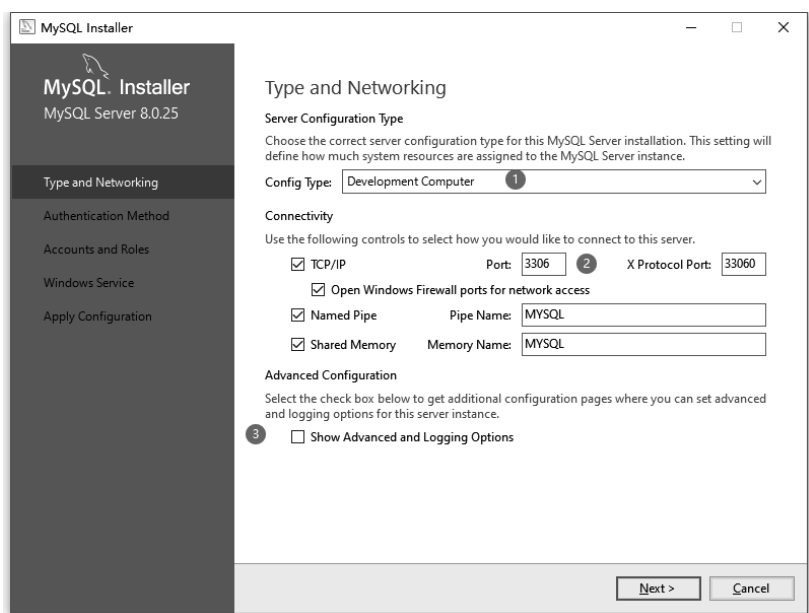 MySQL Installer
MySQL. Installer
MySQL Server 8.0.25
Type and Networking
Authentication Method
Accounts and Roles
Windows Service
Apply Configuration
Type and Networking
Server Configuration Type
Choose the correct server configuration type for this MySQL Server installation. This setting will
define how much system resources are assigned to the MySQL Server instance.
Config Type: Development Computer 1
Connectivity
Use the following controls to select how you would like to connect to this server.
TCP/IP Port: 3306 2 X Protocol Port: 33060
Open Windows Firewall ports for network access
Named Pipe Pipe Name: MYSQL
Shared Memory Memory Name: MYSQL
Advanced Configuration
Select the check box below to get additional configuration pages where you can set advanced
and logging options for this server instance.
3 Show Advanced and Logging Options
Next > Cancel